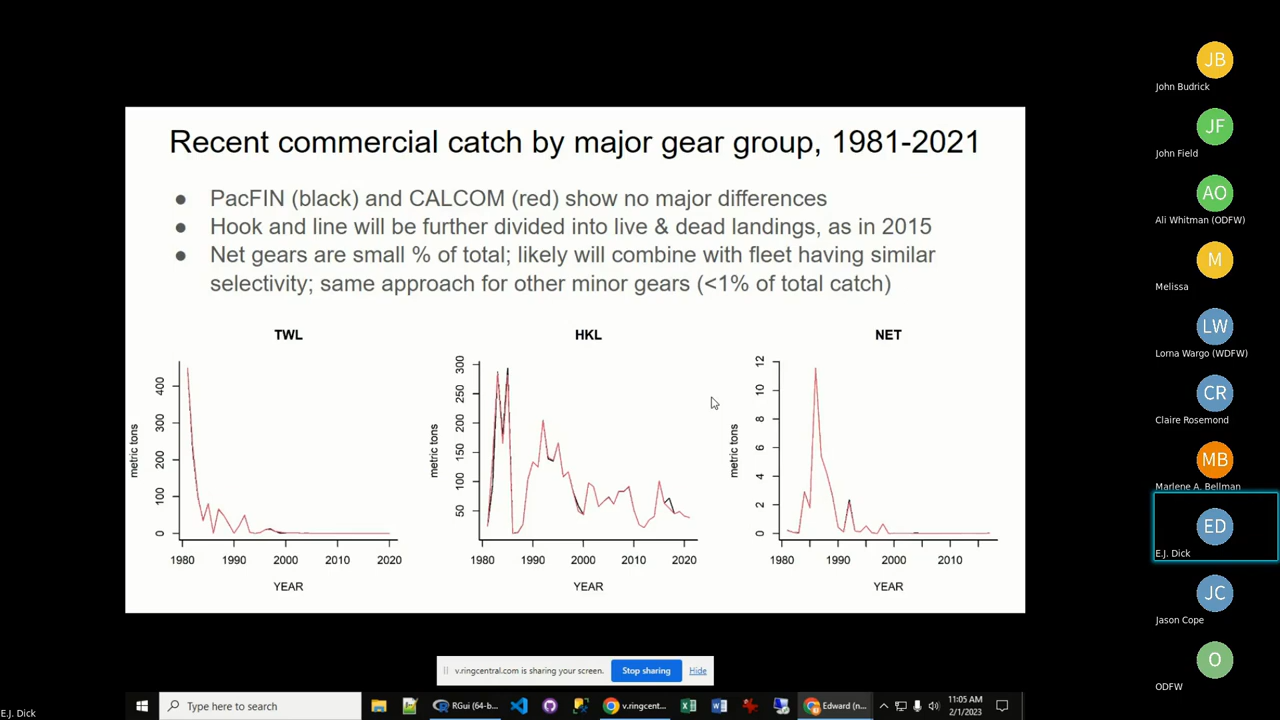 Recent commercial catch by major gear group, 1981-2021
● PacFIN (black) and CALCOM (red) show no major differences
● Hook and line will be further divided into live & dead landings, as in 2015
● Net gears are small % of total; likely will combine with fleet having similar
selectivity; same approach for other minor gears (<1% of total catch)
TWL
metric tons
400
300
200
100
0
1980 1990 2000 2010 2020
YEAR
HKL
metric tons
300
250
200
150
100
50
1980 1990 2000 2010 2020
YEAR
NET
metric tons
12
10
8
6
4
2
0
1980 1990 2000 2010
YEAR
JB
John Budrick
JF
John Field
AO
Ali Whitman (ODFW)
M
Melissa
LW
Lorna Wargo (WDFW)
CR
Claire Rosemond
MB
Marlene A. Bellman
ED
E.J. Dick
JC
Jason Cope
O
ODFW
v.ringcentral.com is sharing your screen. Stop sharing Hide
Type here to search
RGui (64-b...
v.ringcent...
Edward (n...
11:05 AM
2/1/2023
E.J. Dick